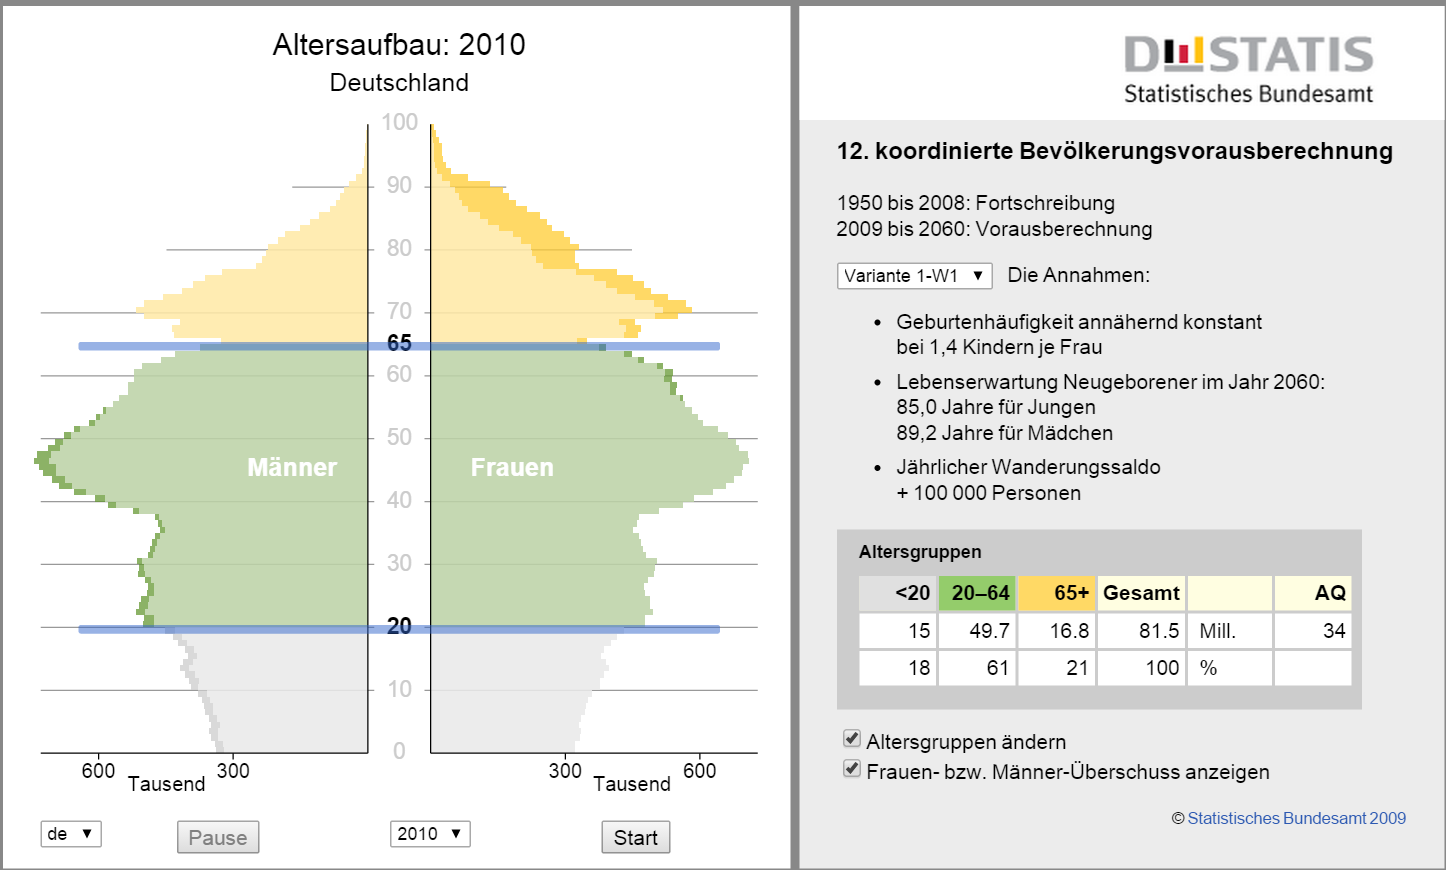 Altersaufbau: 2010
Deutschland
100
90
80
70
65
60
50
Männer
Frauen
40
30
20
10
0
600
300
300
600
Tausend
Tausend
de
Pause
2010
Start
DESTATIS
Statistisches Bundesamt
12. koordinierte Bevölkerungsvorausberechnung
1950 bis 2008: Fortschreibung
2009 bis 2060: Vorausberechnung
Variante 1-W1 Die Annahmen:
• Geburtenhäufigkeit annähernd konstant
bei 1,4 Kindern je Frau
• Lebenserwartung Neugeborener im Jahr 2060:
85,0 Jahre für Jungen
89,2 Jahre für Mädchen
• Jährlicher Wanderungssaldo
+ 100 000 Personen
Altersgruppen
<20 20–64 65+ Gesamt AQ
15 49.7 16.8 81.5 Mill. 34
18 61 21 100 %
Altersgruppen ändern
Frauen- bzw. Männer-Überschuss anzeigen
© Statistisches Bundesamt 2009